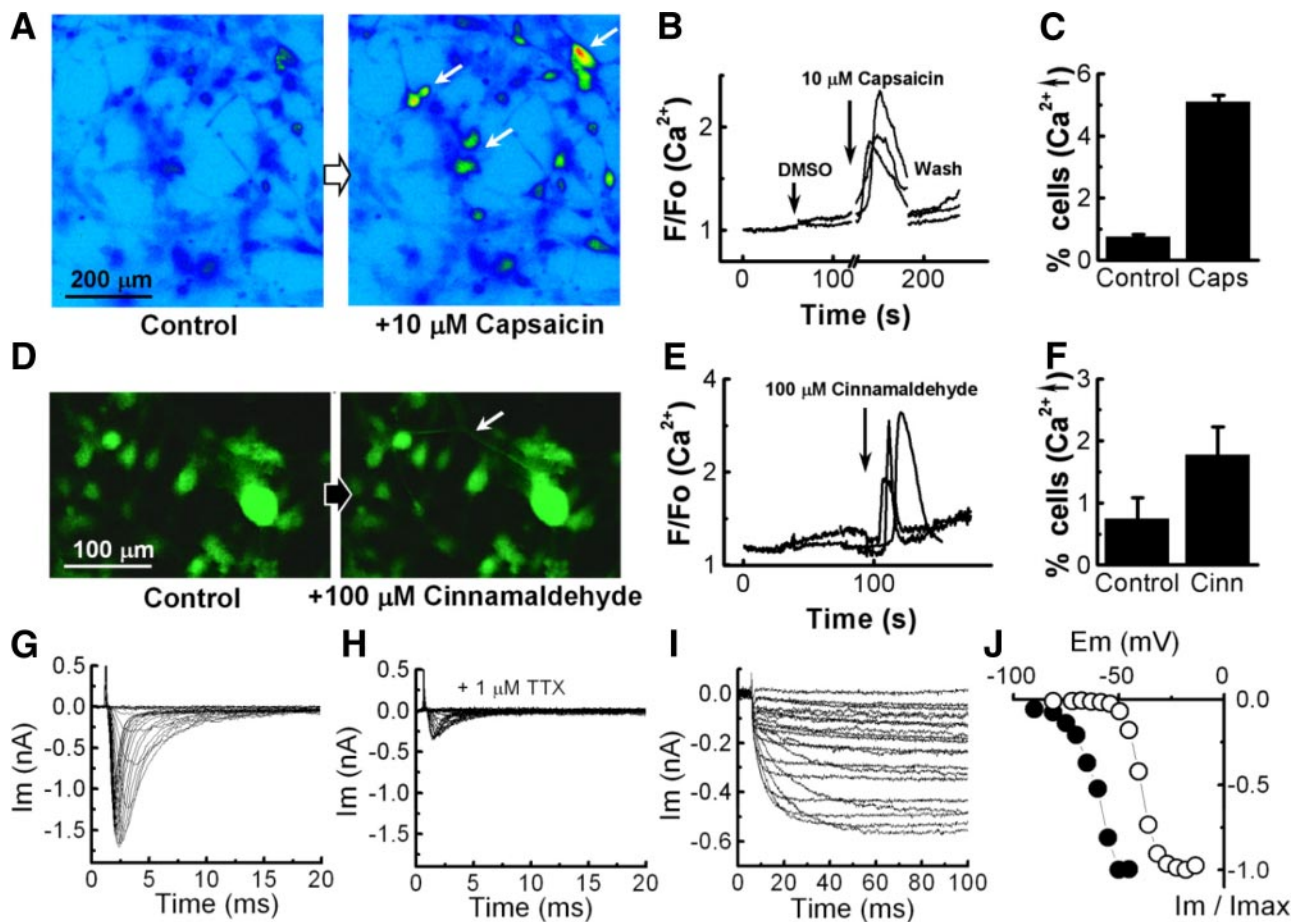 A
200 μm
Control
+10 μM Capsaicin
B
F/Fo (Ca2+)
2
1
DMSO
10 μM Capsaicin
Wash
0
100
200
Time (s)
C
% cells (Ca2+ ↑)
6
4
2
0
Control Caps
D
100 μm
Control
+100 μM Cinnamaldehyde
E
F/Fo (Ca2+)
4
2
1
100 μM Cinnamaldehyde
0
100
Time (s)
F
% cells (Ca2+ ↑)
3
2
1
0
Control Cinn
G
Im (nA)
0.5
0.0
-0.5
-1.0
-1.5
0 5 10 15 20
Time (ms)
H
+ 1 μM TTX
Im (nA)
0.5
0.0
-0.5
-1.0
-1.5
0 5 10 15 20
Time (ms)
I
Im (nA)
0.0
-0.2
-0.4
-0.6
0 20 40 60 80 100
Time (ms)
J
Em (mV)
-100 -50 0
0.0
-0.5
-1.0
Im / Imax